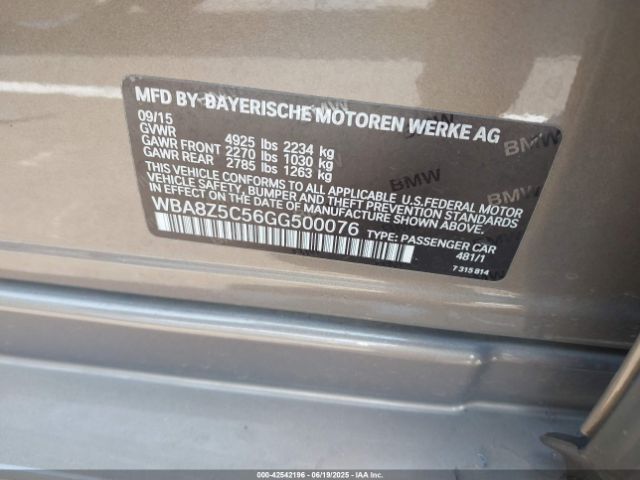 MFD BY BAYERISCHE MOTOREN WERKE AG
09/15
GVWR 4925 lbs 2234 kg
GAWR FRONT 2270 lbs 1030 kg
GAWR REAR 2785 lbs 1263 kg
THIS VEHICLE CONFORMS TO ALL APPLICABLE U.S.FEDERAL MOTOR
VEHICLE SAFETY, BUMPER, AND THEFT PREVENTION STANDARDS IN
EFFECT ON THE DATE OF MANUFACTURE SHOWN ABOVE.
WBA8Z5C56GG500076 TYPE: PASSENGER CAR
481/1
7 315 814
BMW
BMW
BMW
BMW
000-42542196 - 06/19/2025 - IAAI.COM